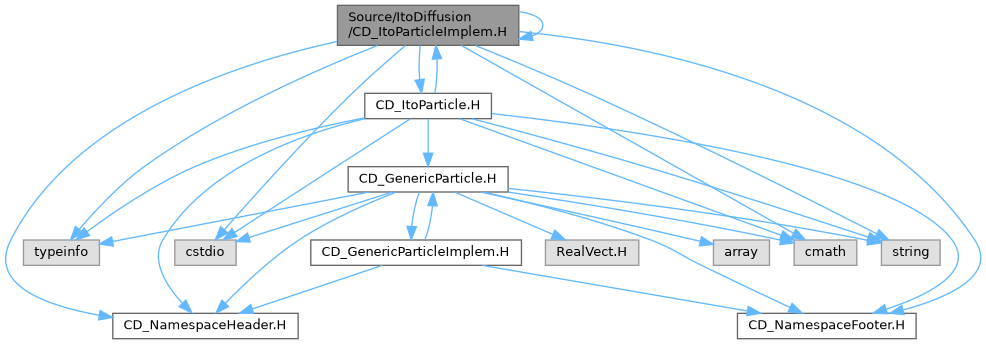 Source/ItoDiffusion
/CD_ItoParticleImplem.H
CD_ItoParticle.H
CD_GenericParticle.H
typeinfo
cstdio
CD_GenericParticleImplem.H
RealVect.H
array
cmath
string
CD_NamespaceHeader.H
CD_NamespaceFooter.H